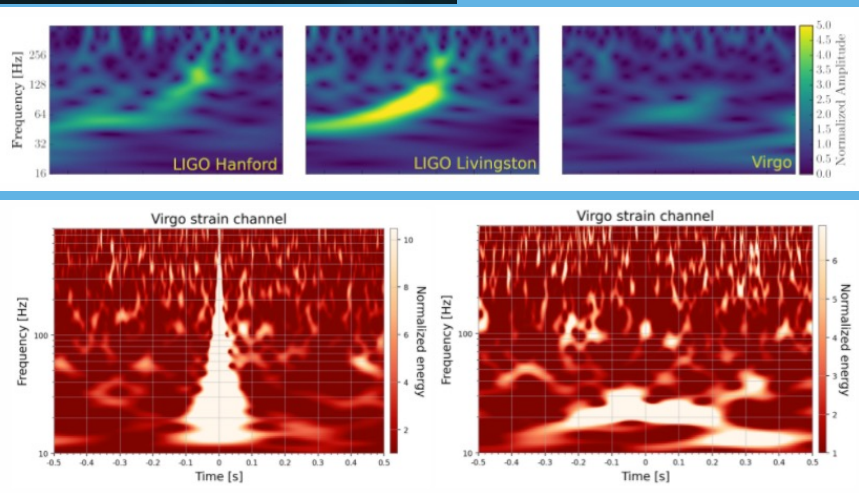 Frequency [Hz]
256
128
64
32
16
LIGO Hanford
LIGO Livingston
Virgo
5.0
4.5
4.0
3.5
3.0
2.5
2.0
1.5
1.0
0.5
0.0
Normalized Amplitude
Virgo strain channel
Frequency [Hz]
100
10
-0.5 -0.4 -0.3 -0.2 -0.1 0 0.1 0.2 0.3 0.4 0.5
Time [s]
10
8
6
4
2
Normalized energy
Virgo strain channel
Frequency [Hz]
100
10
-0.5 -0.4 -0.3 -0.2 -0.1 0 0.1 0.2 0.3 0.4 0.5
Time [s]
6
5
4
3
2
1
Normalized energy